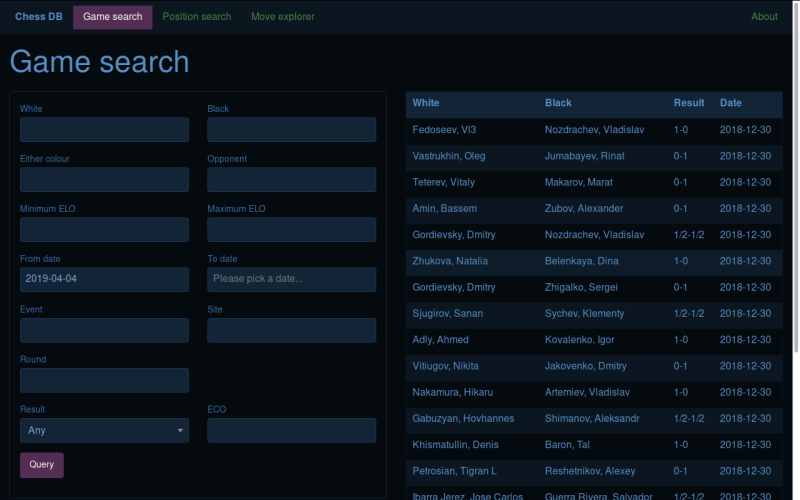 Chess DB Game search Position search Move explorer About
Game search
White Black
Either colour Opponent
Minimum ELO Maximum ELO
From date To date
2019-04-04 Please pick a date...
Event Site
Round
Result ECO
Any
Query
White Black Result Date
Fedoseev, Vl3 Nozdrachev, Vladislav 1-0 2018-12-30
Vastrukhin, Oleg Jumabayev, Rinat 0-1 2018-12-30
Teterev, Vitaly Makarov, Marat 0-1 2018-12-30
Amin, Bassem Zubov, Alexander 0-1 2018-12-30
Gordievsky, Dmitry Nozdrachev, Vladislav 1/2-1/2 2018-12-30
Zhukova, Natalia Belenkaya, Dina 1-0 2018-12-30
Gordievsky, Dmitry Zhigalko, Sergei 0-1 2018-12-30
Sjugirov, Sanan Sychev, Klementy 1/2-1/2 2018-12-30
Adly, Ahmed Kovalenko, Igor 1-0 2018-12-30
Vitiugov, Nikita Jakovenko, Dmitry 0-1 2018-12-30
Nakamura, Hikaru Artemiev, Vladislav 1-0 2018-12-30
Gabuzyan, Hovhannes Shimanov, Aleksandr 1/2-1/2 2018-12-30
Khismatullin, Denis Baron, Tal 1-0 2018-12-30
Petrosian, Tigran L Reshetnikov, Alexey 0-1 2018-12-30
Ibarra Jerez, Jose Carlos Guerra Rivera, Salvador 1/2-1/2 2018-12-30